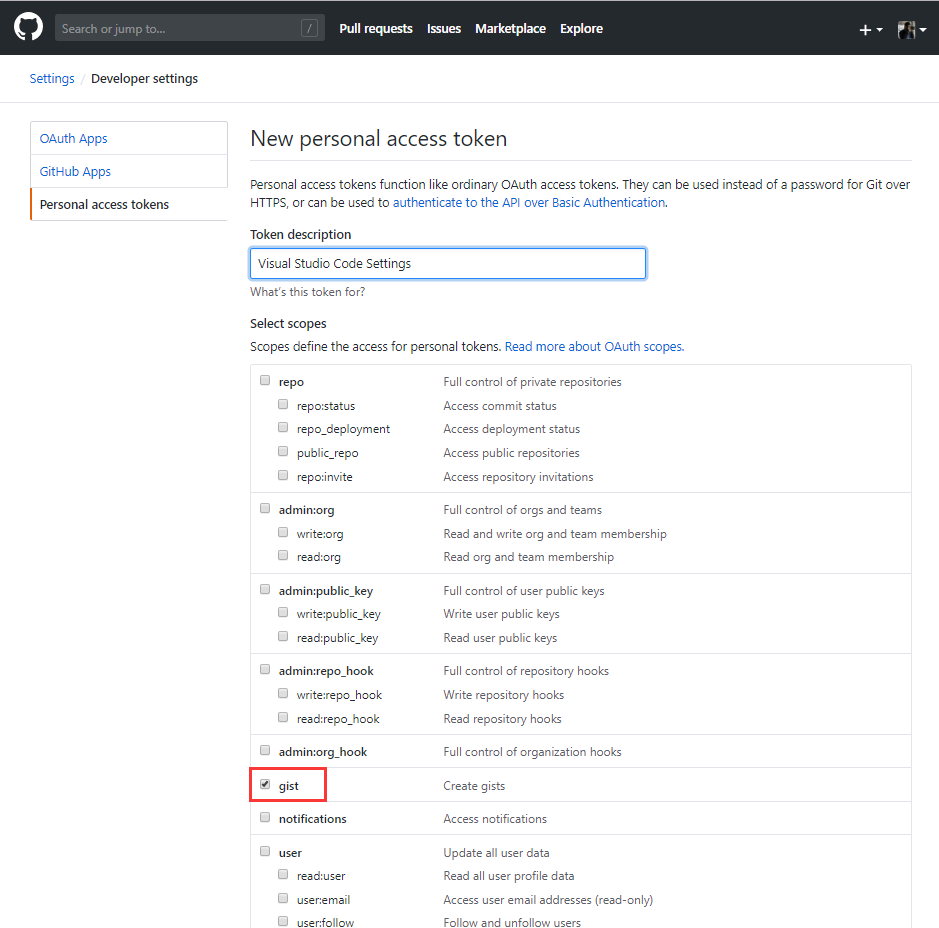 Search or jump to... / Pull requests Issues Marketplace Explore
Settings / Developer settings
OAuth Apps
GitHub Apps
Personal access tokens
New personal access token
Personal access tokens function like ordinary OAuth access tokens. They can be used instead of a password for Git over
HTTPS, or can be used to authenticate to the API over Basic Authentication.
Token description
Visual Studio Code Settings
What's this token for?
Select scopes
Scopes define the access for personal tokens. Read more about OAuth scopes.
repo Full control of private repositories
repo:status Access commit status
repo_deployment Access deployment status
public_repo Access public repositories
repo:invite Access repository invitations
admin:org Full control of orgs and teams
write:org Read and write org and team membership
read:org Read org and team membership
admin:public_key Full control of user public keys
write:public_key Write user public keys
read:public_key Read user public keys
admin:repo_hook Full control of repository hooks
write:repo_hook Write repository hooks
read:repo_hook Read repository hooks
admin:org_hook Full control of organization hooks
gist Create gists
notifications Access notifications
user Update all user data
read:user Read all user profile data
user:email Access user email addresses (read-only)
user:follow Follow and unfollow users